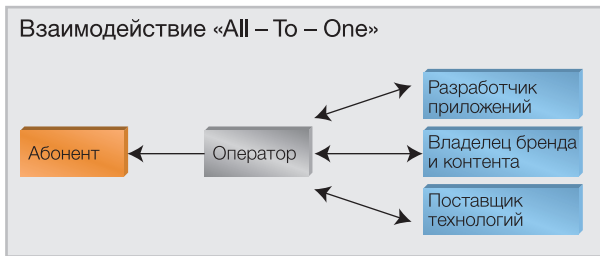 Взаимодействие «All – To – One»
Абонент
Оператор
Разработчик
приложений
Владелец бренда
и контента
Поставщик
технологий